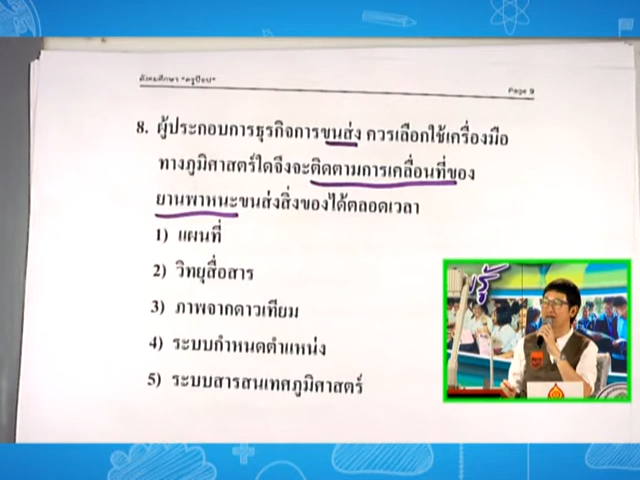 สังคมศึกษา "ครูป๊อป"
Page 9
8. ผู้ประกอบการธุรกิจการขนส่ง ควรเลือกใช้เครื่องมือ
ทางภูมิศาสตร์ใดจึงจะติดตามการเคลื่อนที่ของ
ยานพาหนะขนส่งสิ่งของได้ตลอดเวลา
1) แผนที่
2) วิทยุสื่อสาร
3) ภาพจากดาวเทียม
4) ระบบกำหนดตำแหน่ง
5) ระบบสารสนเทศภูมิศาสตร์